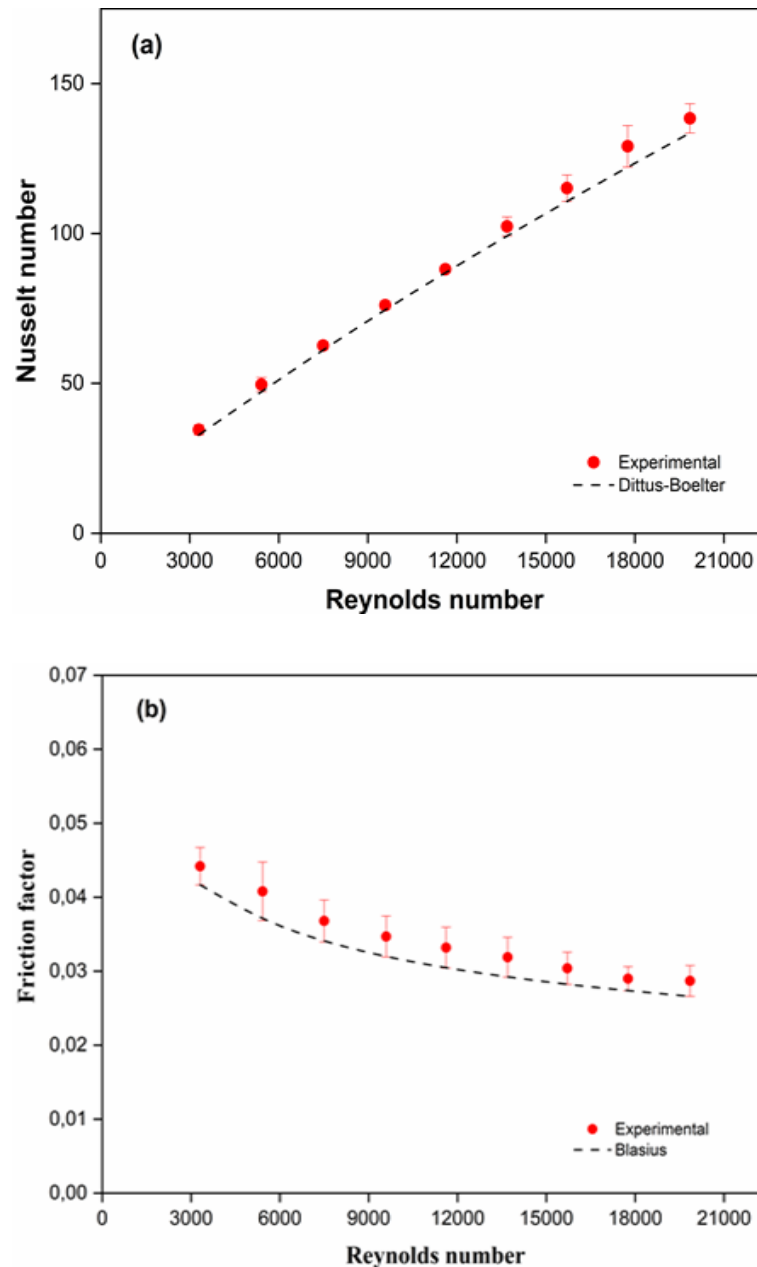 (a)
150
100
50
0
Nusselt number
Experimental
Dittus-Boelter
0 3000 6000 9000 12000 15000 18000 21000
Reynolds number
0,07
(b)
0,06
0,05
0,04
0,03
0,02
0,01
0,00
Friction factor
Experimental
Blasius
0 3000 6000 9000 12000 15000 18000 21000
Reynolds number